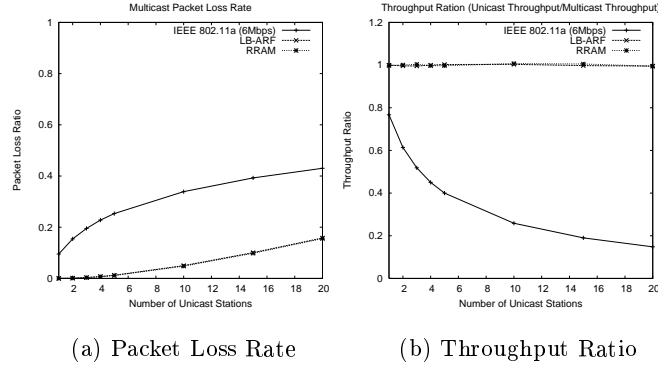 Multicast Packet Loss Rate
IEEE 802.11a (6Mbps)
LB-ARF
RRAM
1
0.8
0.6
0.4
0.2
0
Packet Loss Ratio
2 4 6 8 10 12 14 16 18 20
Number of Unicast Stations
(a) Packet Loss Rate
Throughput Ration (Unicast Throughput/Multicast Throughput)
IEEE 802.11a (6Mbps)
LB-ARF
RRAM
1.2
1
0.8
0.6
0.4
0.2
0
Throughput Ratio
2 4 6 8 10 12 14 16 18 20
Number of Unicast Stations
(b) Throughput Ratio